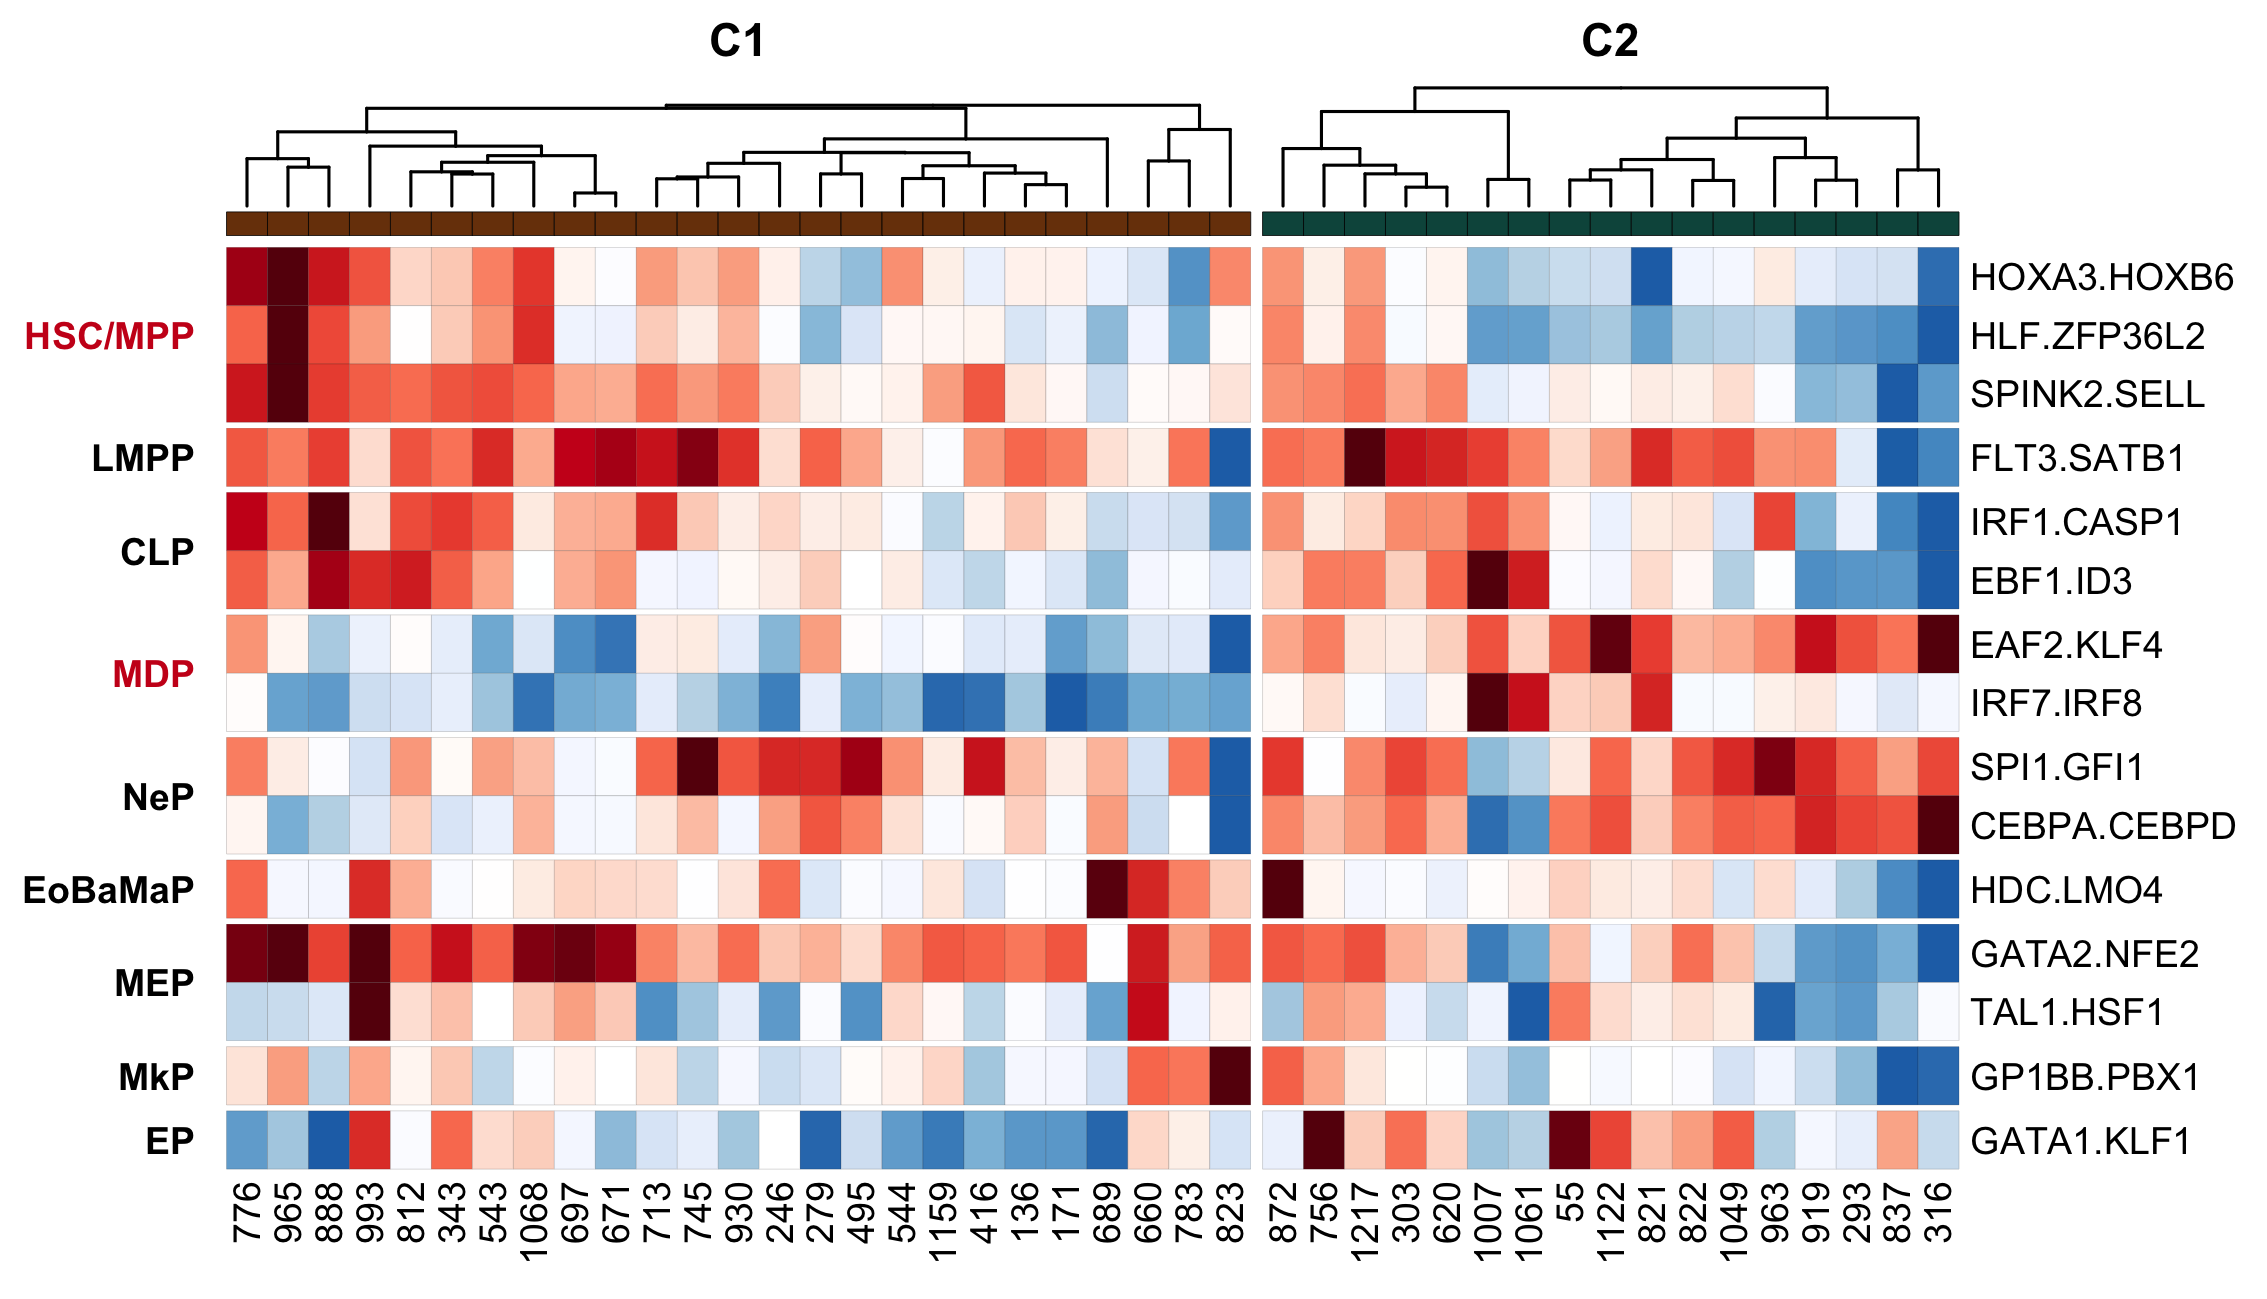 C1 C2
HOXA3.HOXB6
HSC/MPP HLF.ZFP36L2
SPINK2.SELL
LMPP FLT3.SATB1
IRF1.CASP1
CLP
EBF1.ID3
EAF2.KLF4
MDP
IRF7.IRF8
SPI1.GFI1
NeP
CEBPA.CEBPD
EoBaMaP HDC.LMO4
GATA2.NFE2
MEP
TAL1.HSF1
MkP GP1BB.PBX1
EP GATA1.KLF1
776 965 888 993 812 343 543 1068 697 671 713 745 930 246 279 495 544 1159 416 136 171 689 660 783 823 872 756 1217 303 620 1007 1061 55 1122 821 822 1049 963 919 293 837 316